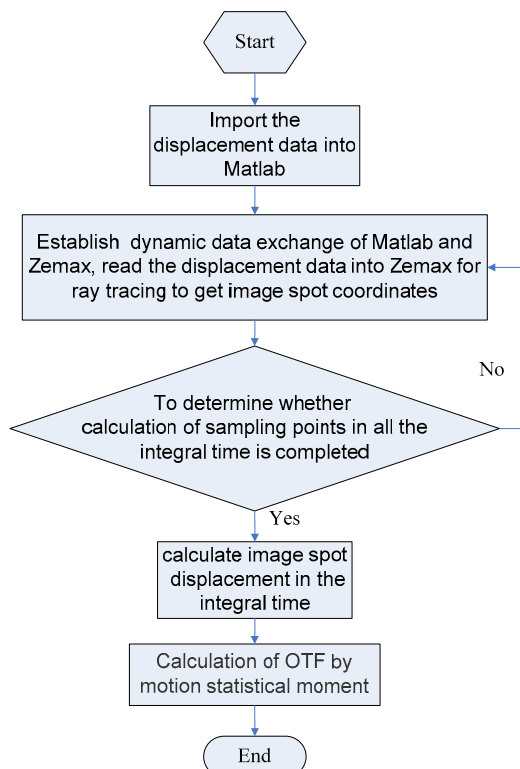 Start
Import the
displacement data into
Matlab
Establish dynamic data exchange of Matlab and
Zemax, read the displacement data into Zemax for
ray tracing to get image spot coordinates
No
To determine whether
calculation of sampling points in all the
integral time is completed
Yes
calculate image spot
displacement in the
integral time
Calculation of OTF by
motion statistical moment
End